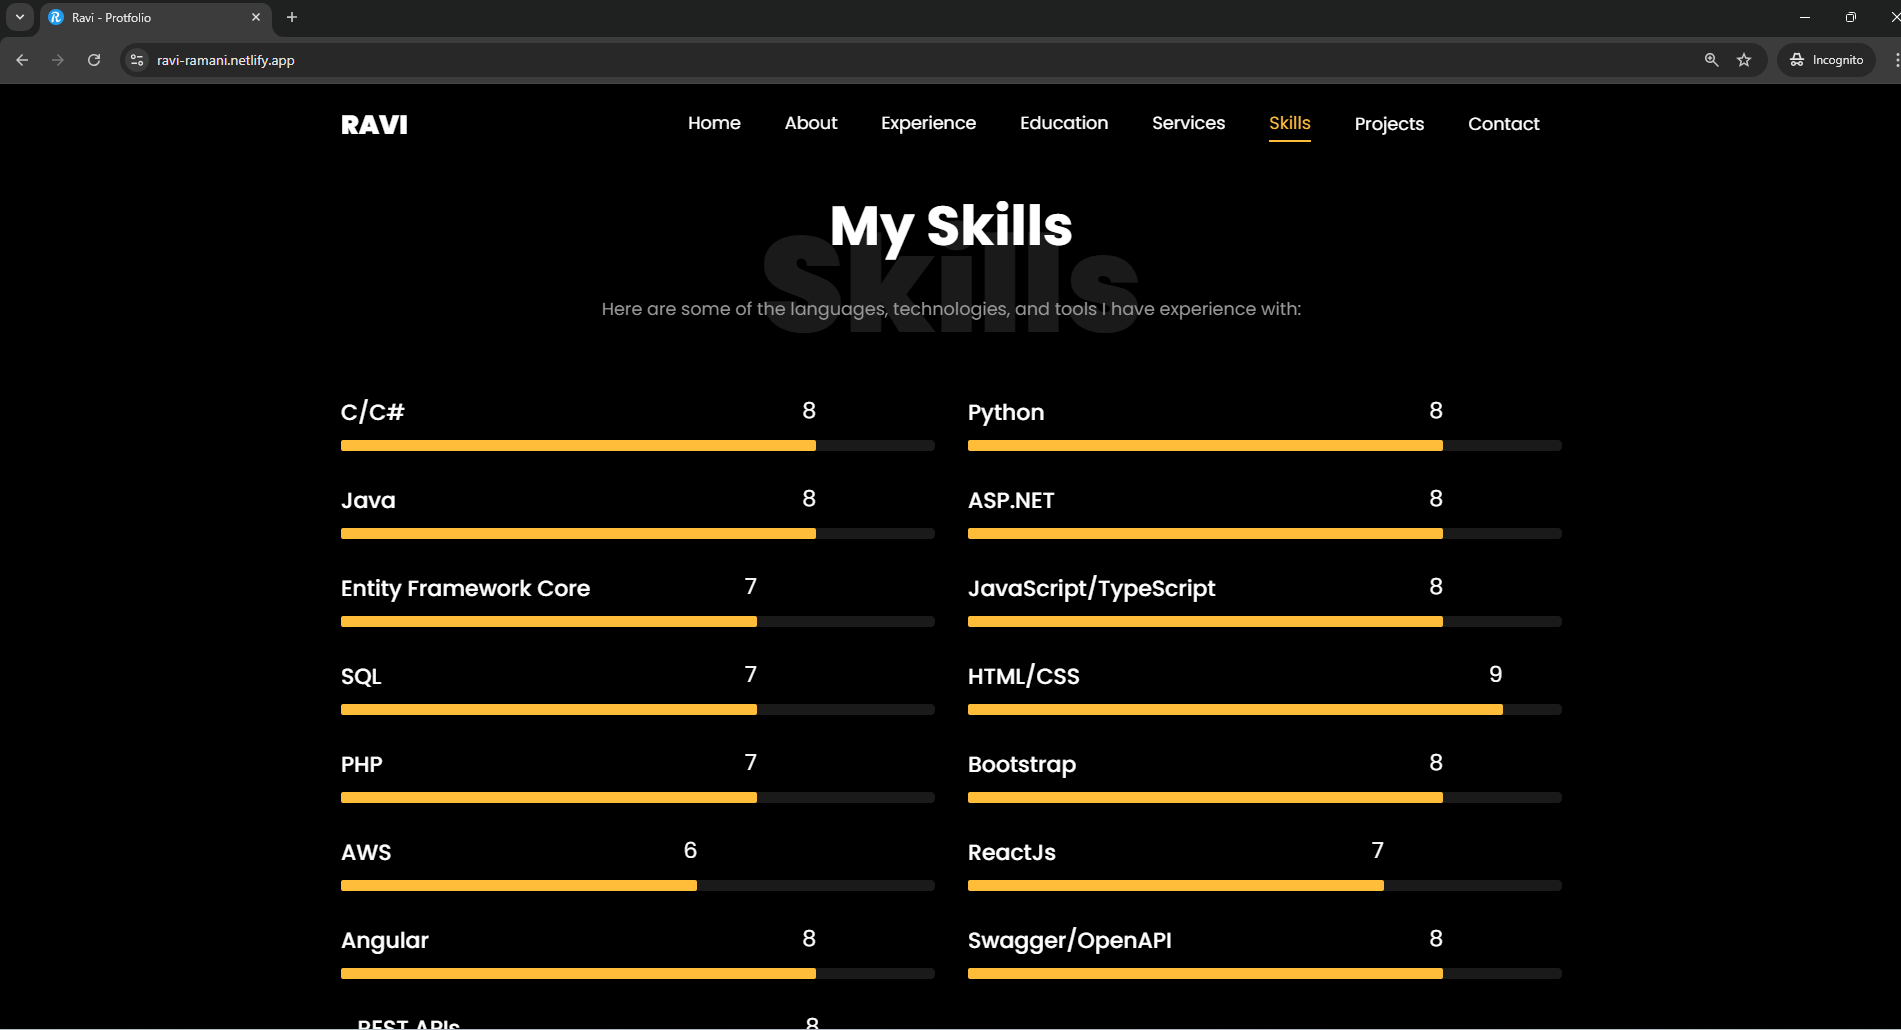 Ravi - Protfolio
ravi-ramani.netlify.app
Incognito
RAVI
Home About Experience Education Services Skills Projects Contact
Skills
My Skills
Here are some of the languages, technologies, and tools I have experience with:
C/C# 8
Python 8
Java 8
ASP.NET 8
Entity Framework Core 7
JavaScript/TypeScript 8
SQL 7
HTML/CSS 9
PHP 7
Bootstrap 8
AWS 6
ReactJs 7
Angular 8
Swagger/OpenAPI 8
REST APIs 8